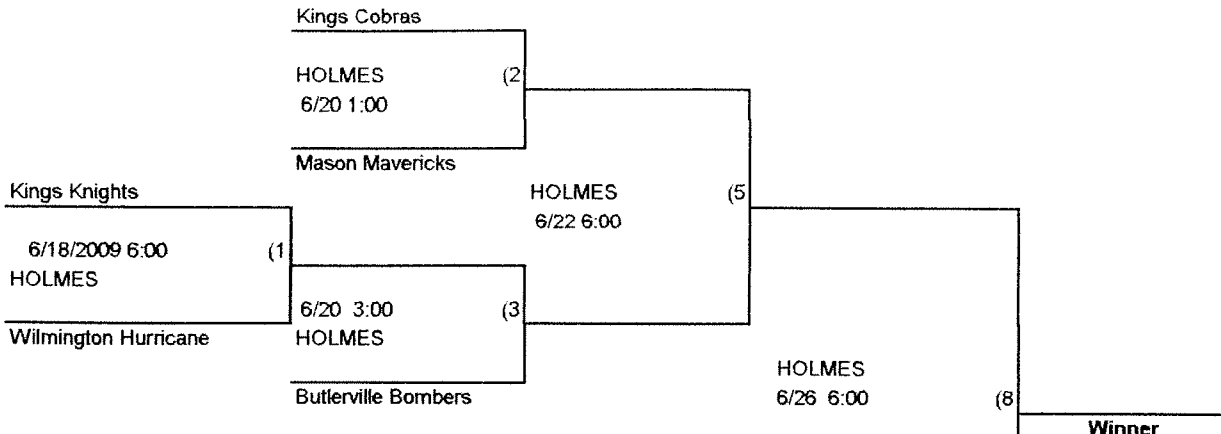 Kings Cobras
HOLMES (2
6/20 1:00
Mason Mavericks
Kings Knights
HOLMES (5
6/22 6:00
6/18/2009 6:00 (1
HOLMES
6/20 3:00 (3
HOLMES
Wilmington Hurricane
HOLMES
6/26 6:00 (8
Butlerville Bombers
Winner